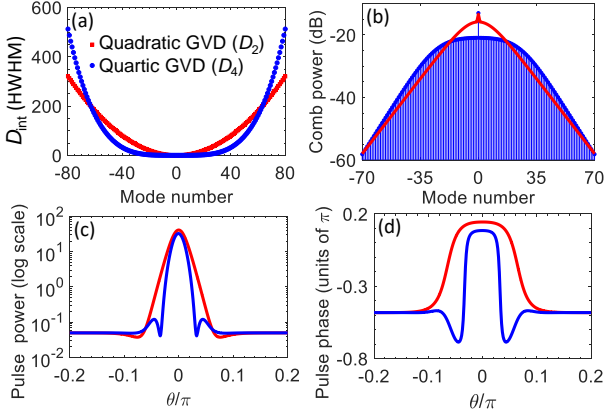 (a)
600
400
200
0
Quadratic GVD (D2)
Quartic GVD (D4)
Dint (HWHM)
-80 -40 0 40 80
Mode number
(b)
-20
-40
-60
Comb power (dB)
-70 -35 0 35 70
Mode number
(c)
10^2
10^1
10^0
10^-1
10^-2
Pulse power (log scale)
-0.2 -0.1 0 0.1 0.2
θ/π
(d)
0.2
-0.3
-0.8
Pulse phase (units of π)
-0.2 -0.1 0 0.1 0.2
θ/π